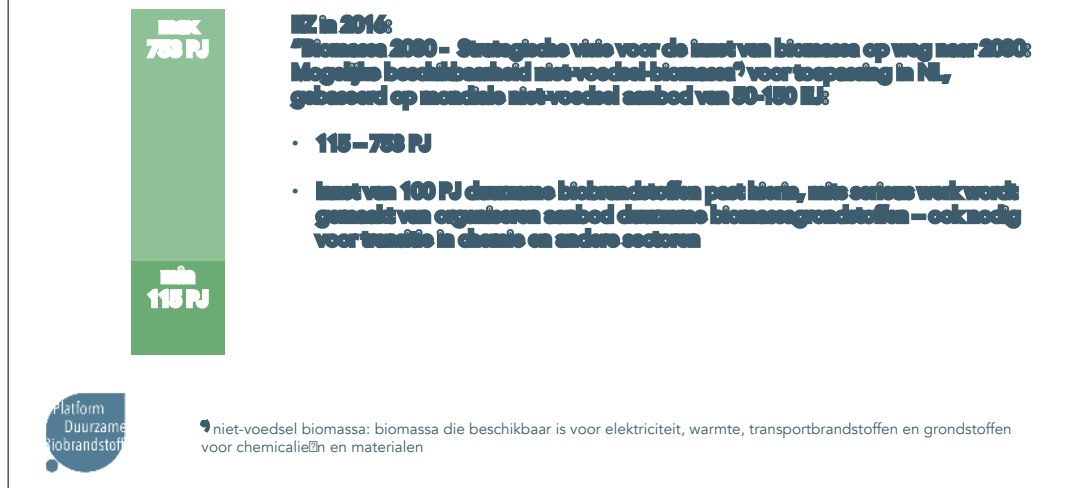 max
753 PJ
min
115 PJ
EZ in 2016:
“Biomassa 2030 – Strategische visie voor de inzet van biomassa op weg naar 2030:
Mogelijke beschikbaarheid niet-voedsel-biomassa*) voor toepassing in NL,
gebaseerd op mondiale niet-voedsel aanbod van 50-150 EJ:
• 115 – 753 PJ
• Inzet van 100 PJ duurzame biobrandstoffen past hierin, mits serieus werk wordt
gemaakt van organiseren aanbod duurzame biomassagrondstoffen – ook nodig
voor transitie in chemie en andere sectoren
Platform
Duurzame
Biobrandstoff
*) niet-voedsel biomassa: biomassa die beschikbaar is voor elektriciteit, warmte, transportbrandstoffen en grondstoffen
voor chemicalie⍰n en materialen